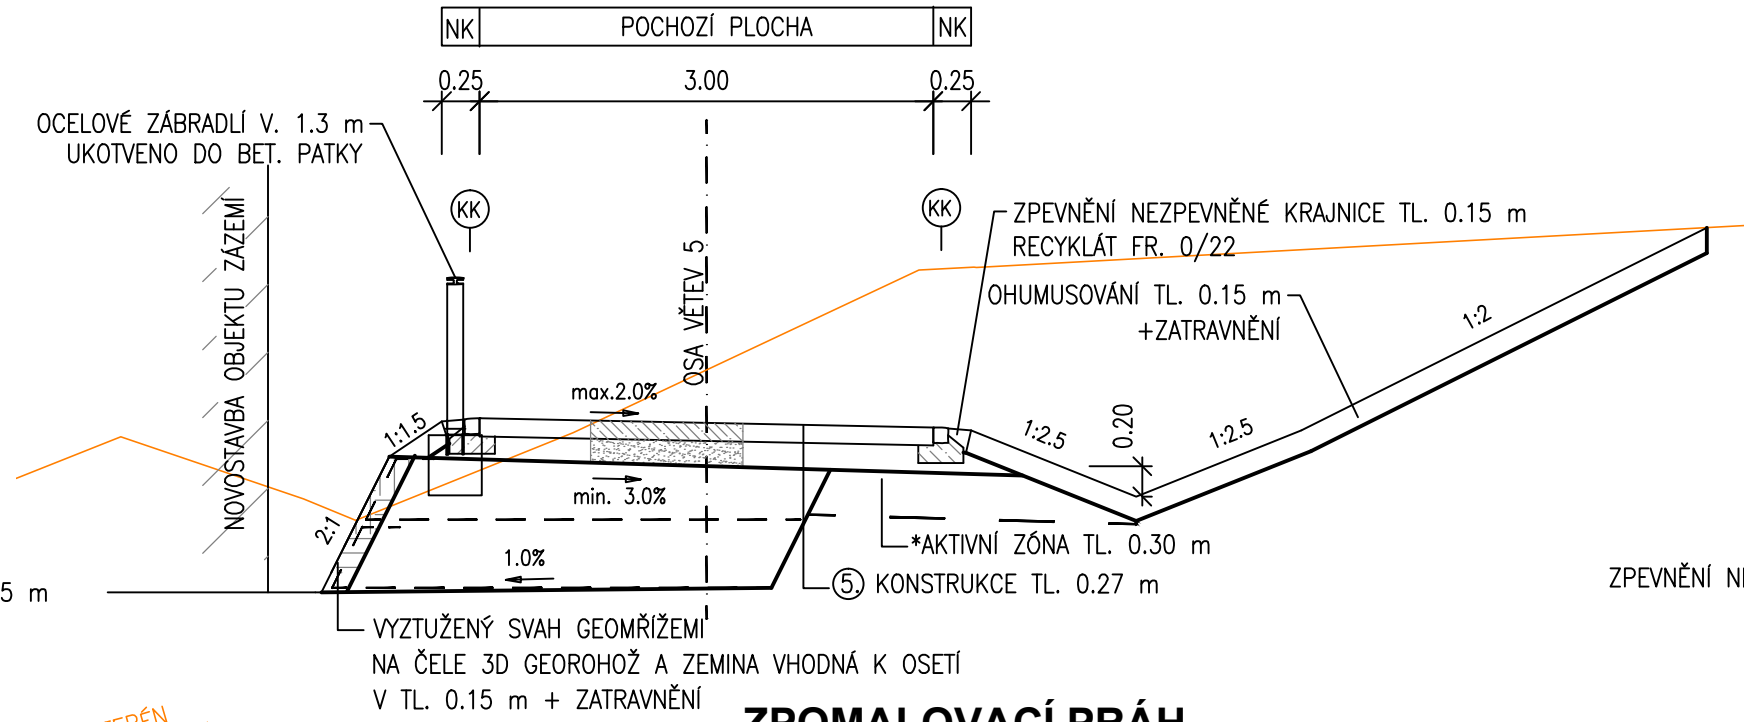 NK POCHOZÍ PLOCHA NK
0.25 3.00 0.25
OCELOVÉ ZÁBRADLÍ V. 1.3 m
UKOTVENO DO BET. PATKY
KK
KK
ZPEVNĚNÍ NEZPEVNĚNÉ KRAJNICE TL. 0.15 m
RECYKLÁT FR. 0/22
NOVOSTAVBA OBJEKTU ZÁZEMÍ
OSA VĚTEV 5
OHUMUSOVÁNÍ TL. 0.15 m
+ZATRAVNĚNÍ
1:2
max.2.0%
1:1.5
1:2.5
0.20
1:2.5
min. 3.0%
2:1
*AKTIVNÍ ZÓNA TL. 0.30 m
1.0%
5. KONSTRUKCE TL. 0.27 m
5 m
ZPEVNĚNÍ
VYZTUŽENÝ SVAH GEOMŘÍŽEMI
NA ČELE 3D GEOROHOŽ A ZEMINA VHODNÁ K OSETÍ
V TL. 0.15 m + ZATRAVNĚNÍ
ZPOMALOVACÍ PRÁH